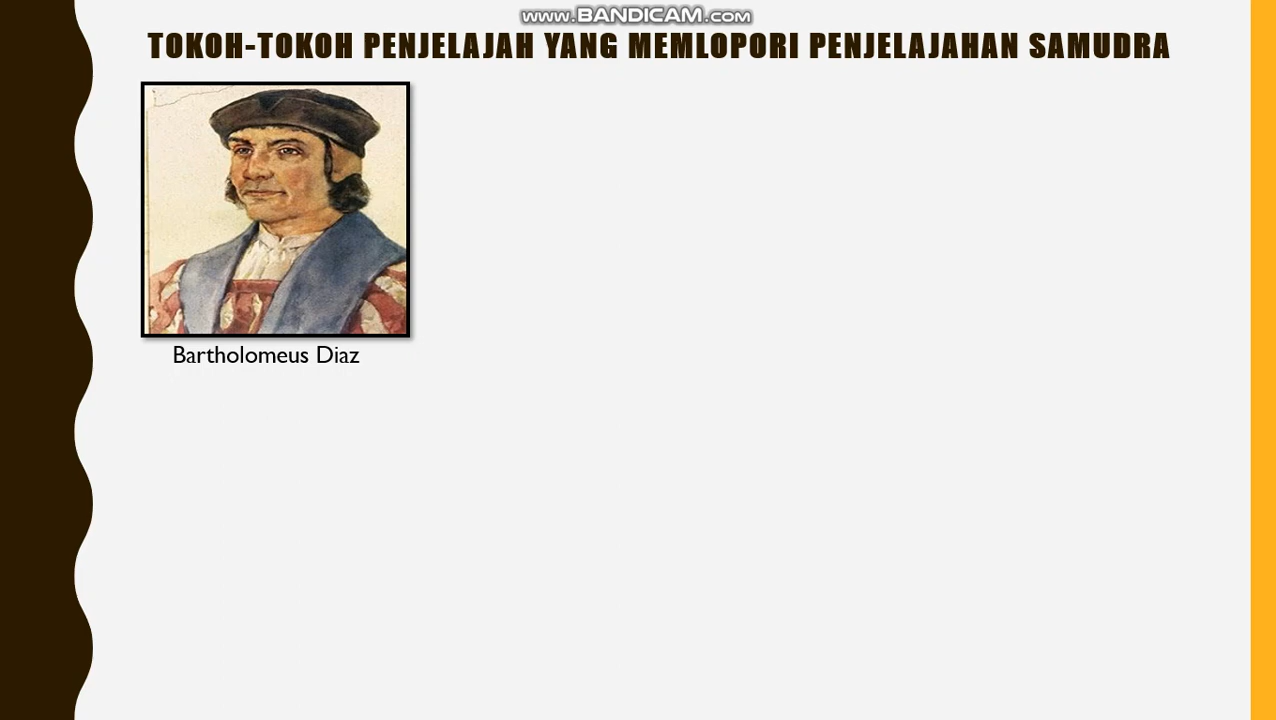 www.BANDICAM.com
TOKOH-TOKOH PENJELAJAH YANG MEMLOPORI PENJELAJAHAN SAMUDRA
Bartholomeus Diaz